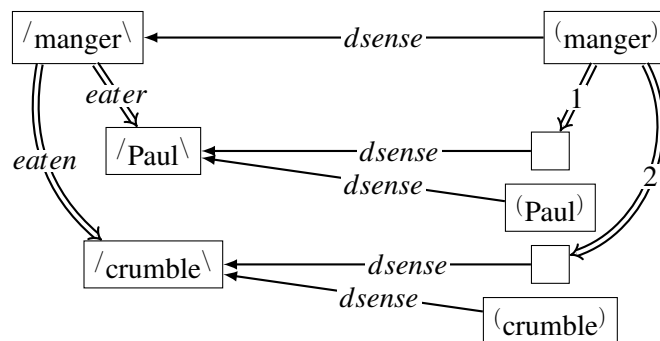 /manger\ dsense (manger)
eater 1
eaten /Paul\ dsense 2
dsense (Paul)
/crumble\ dsense
dsense (crumble)